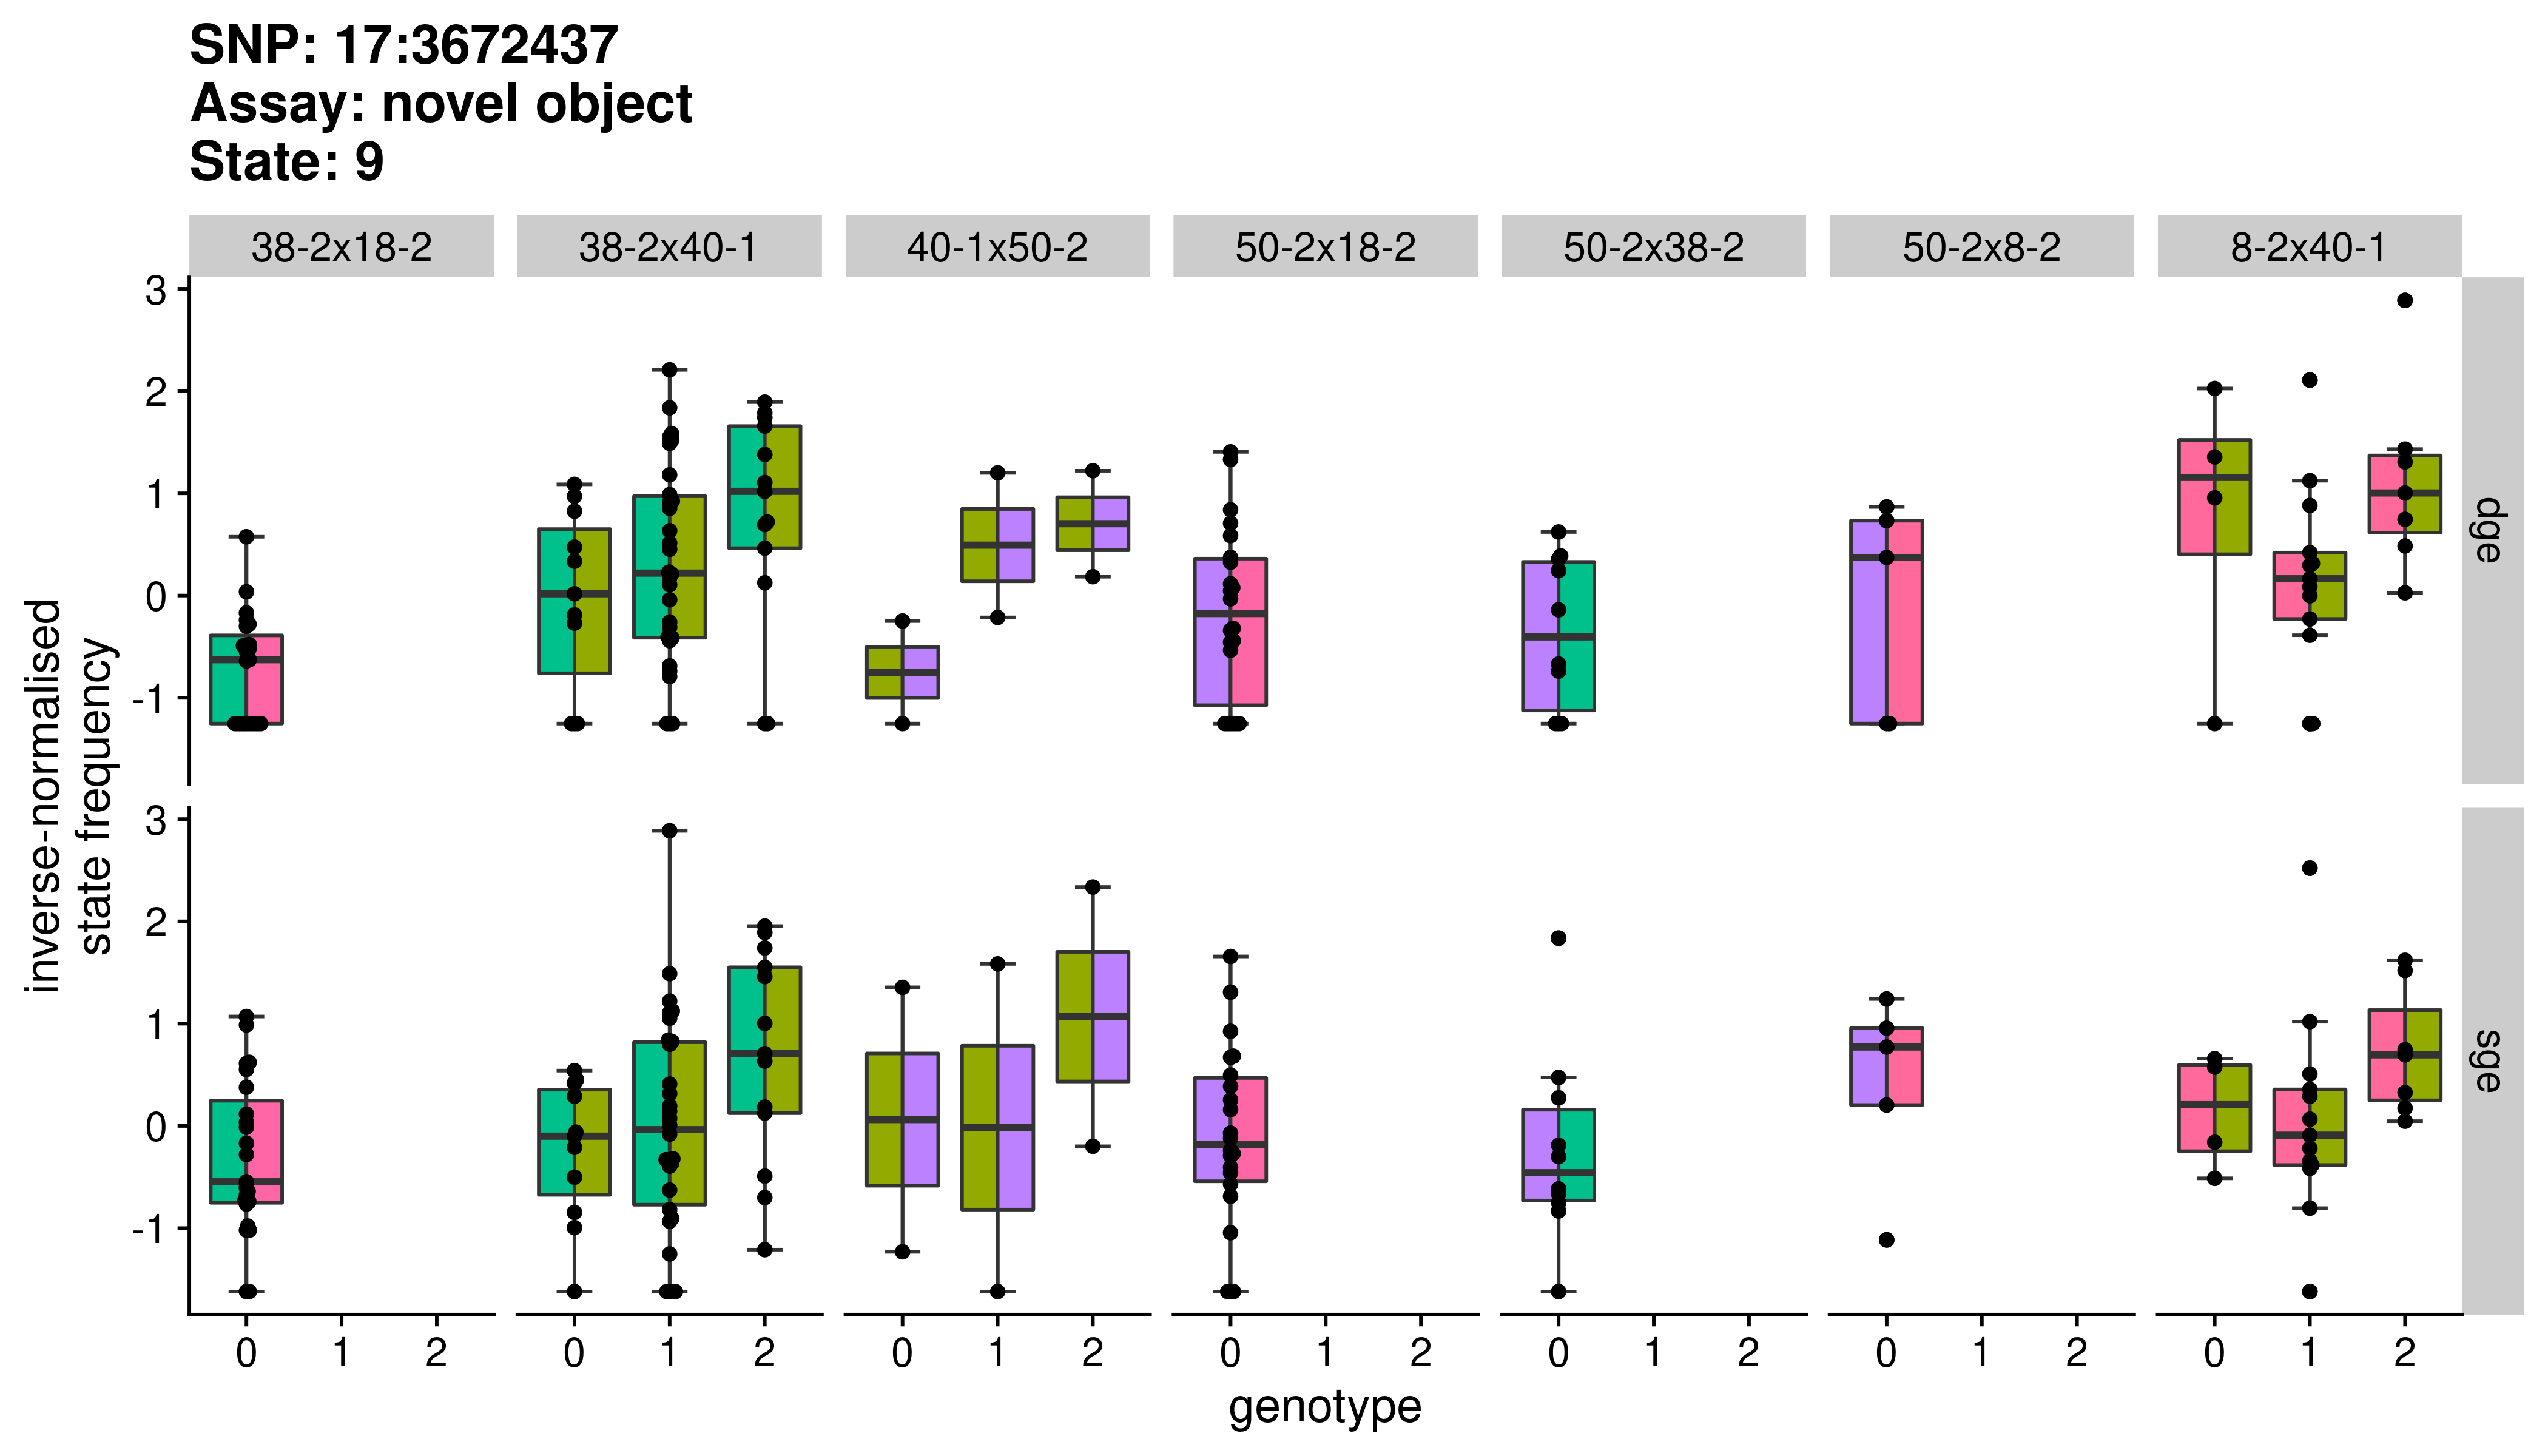 SNP: 17:3672437
Assay: novel object
State: 9
38-2x18-2 38-2x40-1 40-1x50-2 50-2x18-2 50-2x38-2 50-2x8-2 8-2x40-1
3
2
1
0
-1
dge
3
2
1
0
-1
sge
inverse-normalised
state frequency
0 1 2 0 1 2 0 1 2 0 1 2 0 1 2 0 1 2 0 1 2
genotype